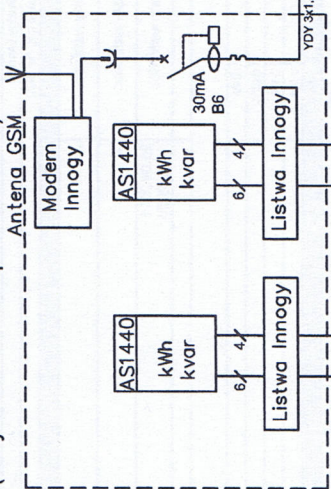 Antena GSM
Modem
Innogy
30mA
B6
YDY 3x1,
AS1440
kWh
kvar
6
4
Listwa Innogy
AS1440
kWh
kvar
6
4
Listwa Innogy